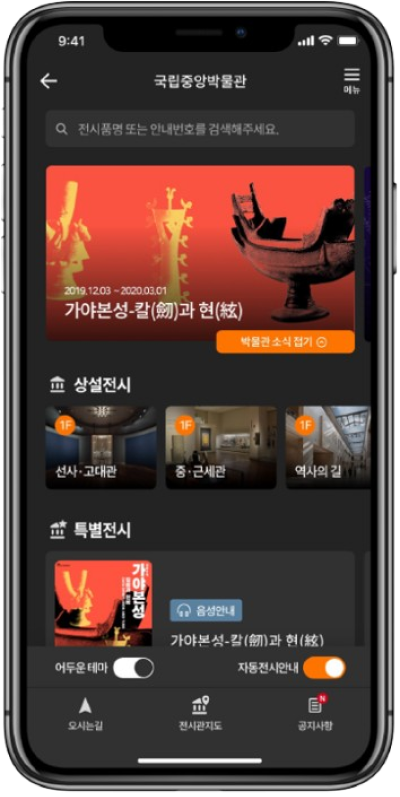 9:41
국립중앙박물관
메뉴
전시품명 또는 안내번호를 검색해주세요.
2019.12.03 ~ 2020.03.01
가야본성-칼(劒)과 현(絃)
박물관 소식 접기
상설전시
1F
선사·고대관
1F
중·근세관
1F
역사의 길
특별전시
가야본성
음성안내
가야본성-칼(劒)과 현(絃)
어두운 테마
자동전시안내
오시는길
전시관지도
N
공지사항